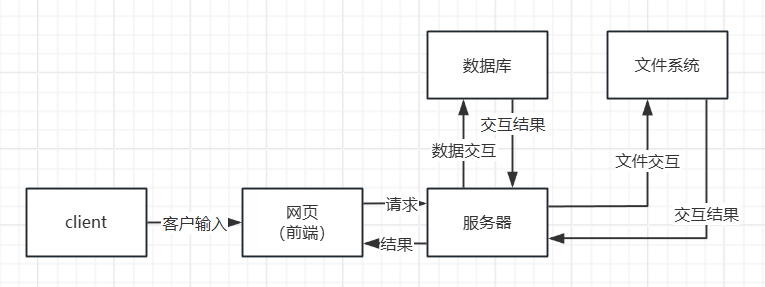 数据库
文件系统
交互结果
数据交互
文件交互
client
客户输入
网页
（前端）
请求
结果
服务器
交互结果